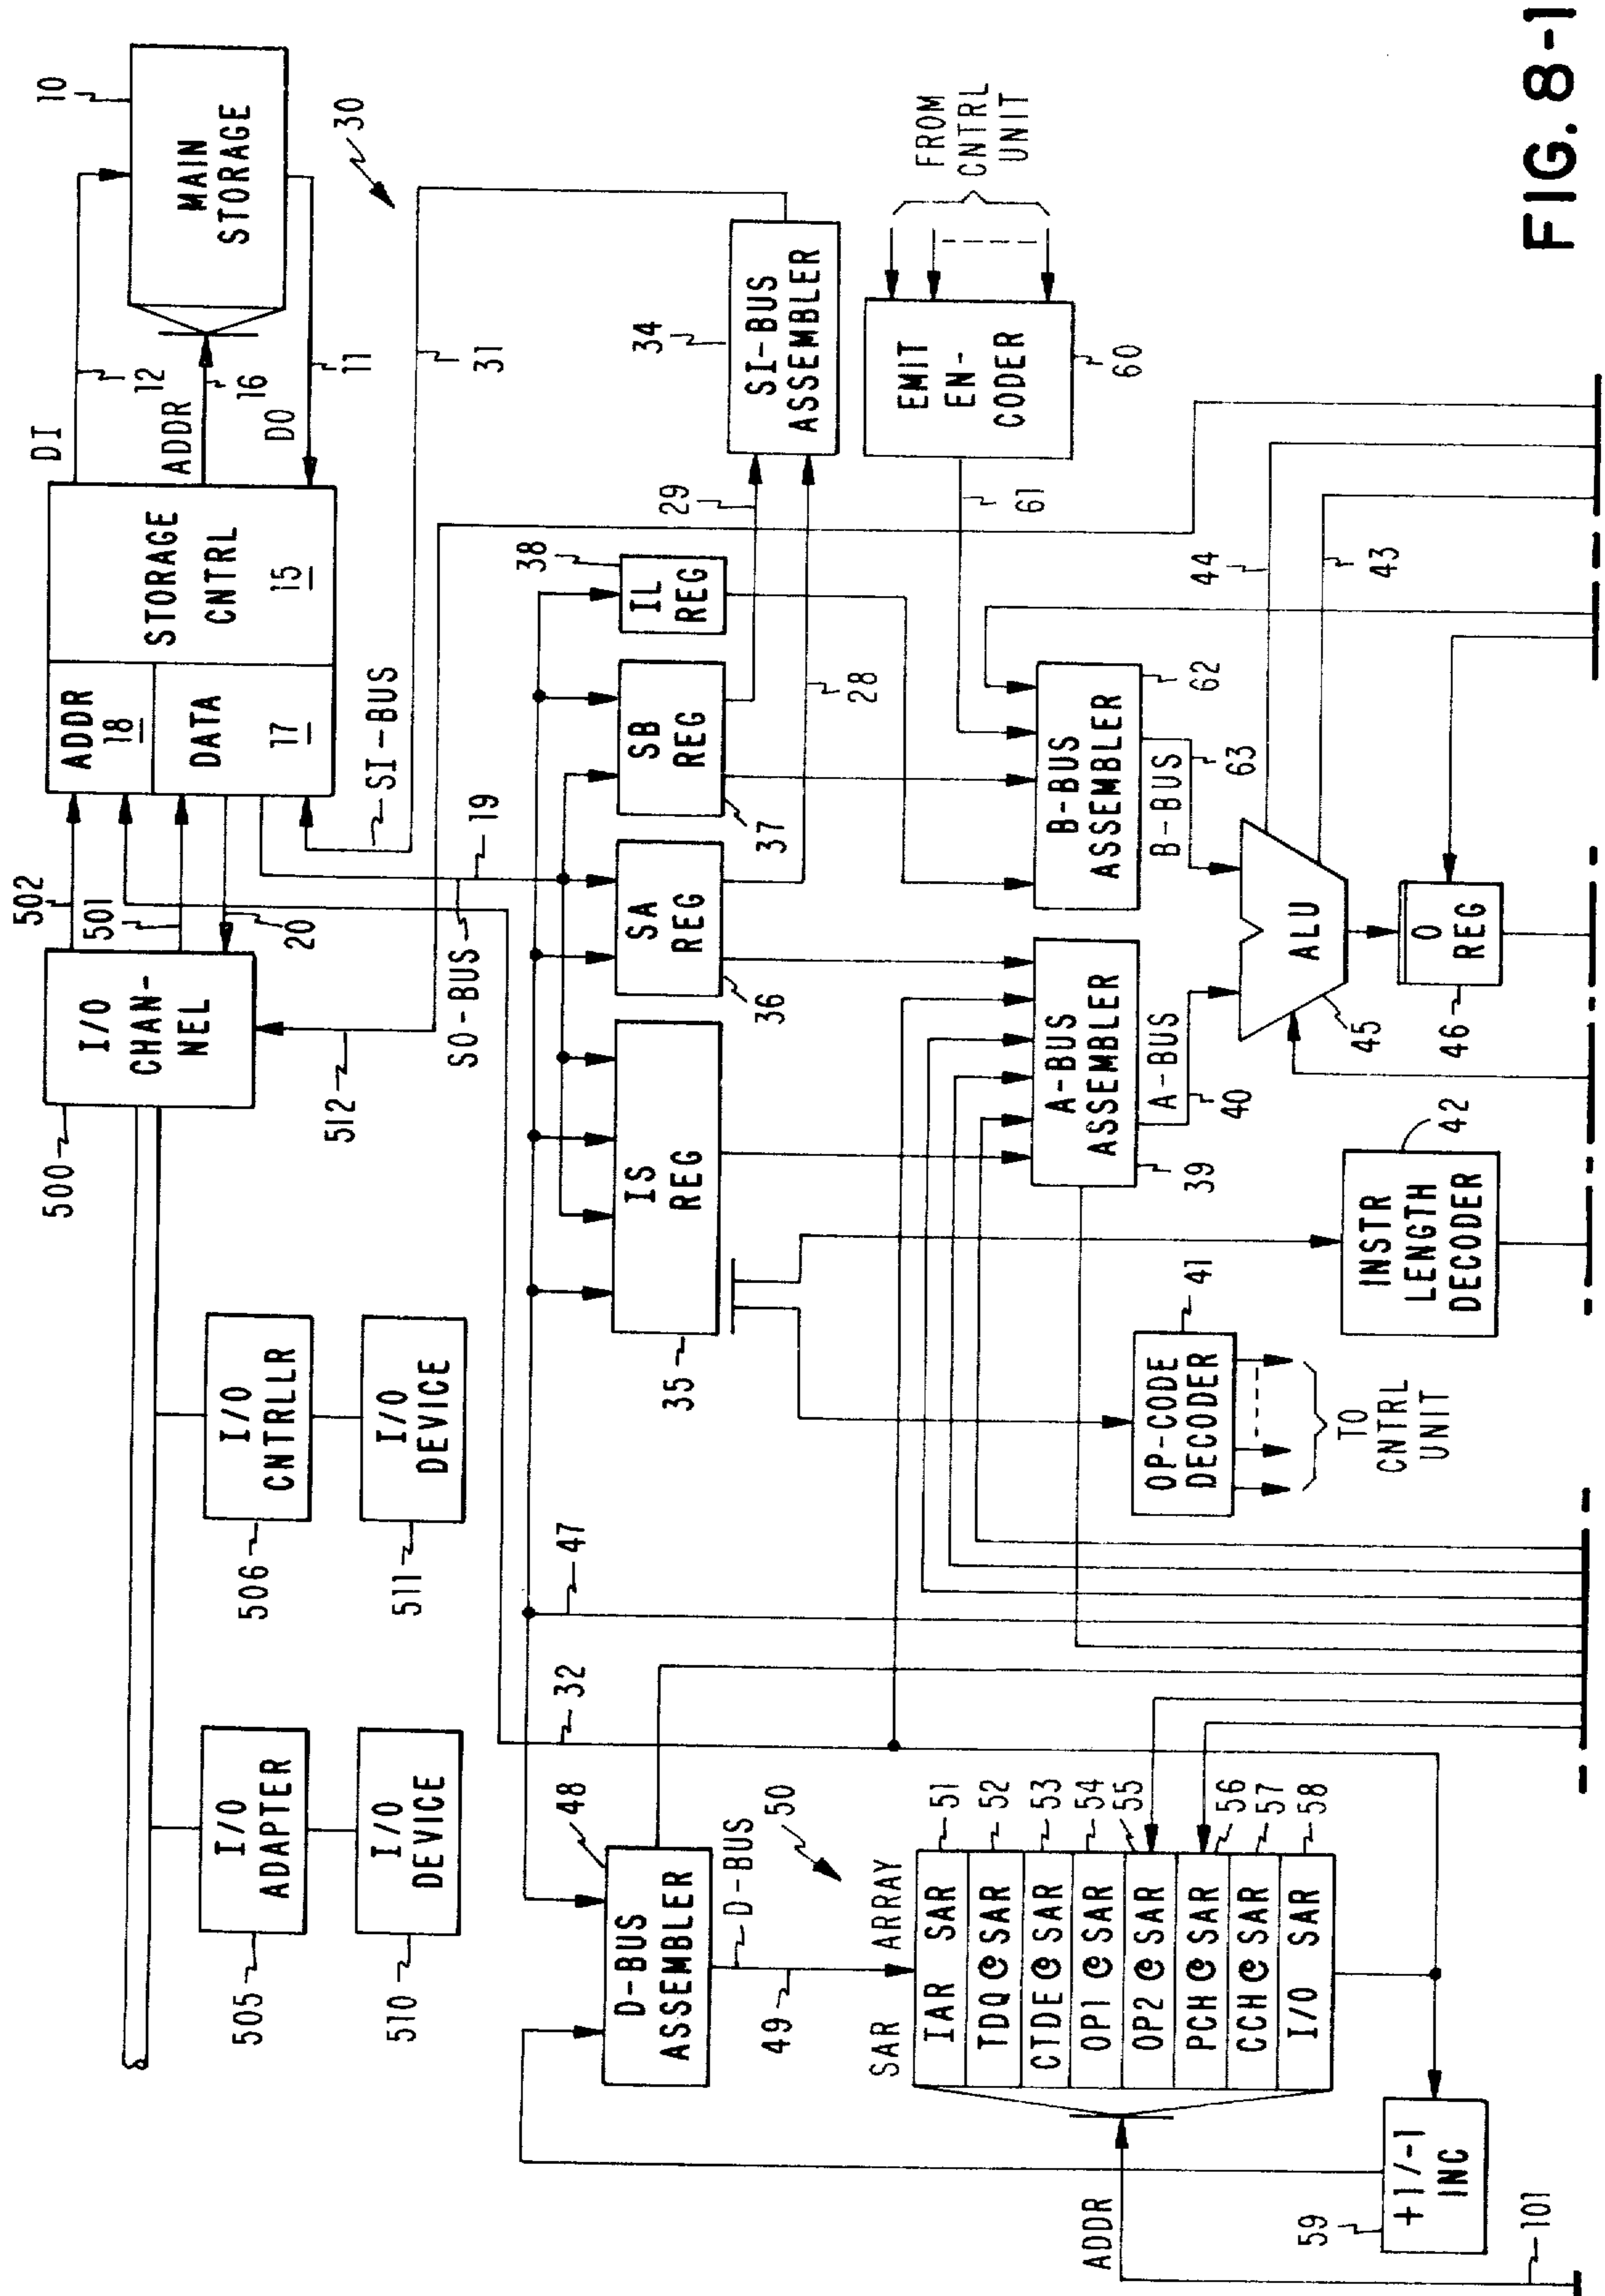 10
MAIN
STORAGE
30
DI
12
ADDR
16
DO
11
31
STORAGE
CNTRL
15
ADDR
18
DATA
17
SI-BUS
502
501
20
I/O
CHAN-
NEL
500
512
SO-BUS
19
I/O
CNTRLLR
506
I/O
DEVICE
511
I/O
ADAPTER
505
I/O
DEVICE
510
34
SI-BUS
ASSEMBLER
29
28
38
IL
REG
SB
REG
37
SA
REG
36
IS
REG
35
47
32
FROM
CNTRL
UNIT
EMIT
EN-
CODER
60
61
B-BUS
ASSEMBLER
62
B-BUS
63
A-BUS
ASSEMBLER
39
A-BUS
40
44
43
ALU
45
O
REG
46
INSTR
LENGTH
DECODER
42
OP-CODE
DECODER
41
TO
CNTRL
UNIT
D-BUS
ASSEMBLER
48
D-BUS
49
50
SAR ARRAY
IAR SAR
51
TDQ@SAR
52
CTDE@SAR
53
OP1@SAR
54
OP2@SAR
55
PCH@SAR
56
CCH@SAR
57
I/O SAR
58
ADDR
+1/-1
INC
59
101
FIG. 8-1